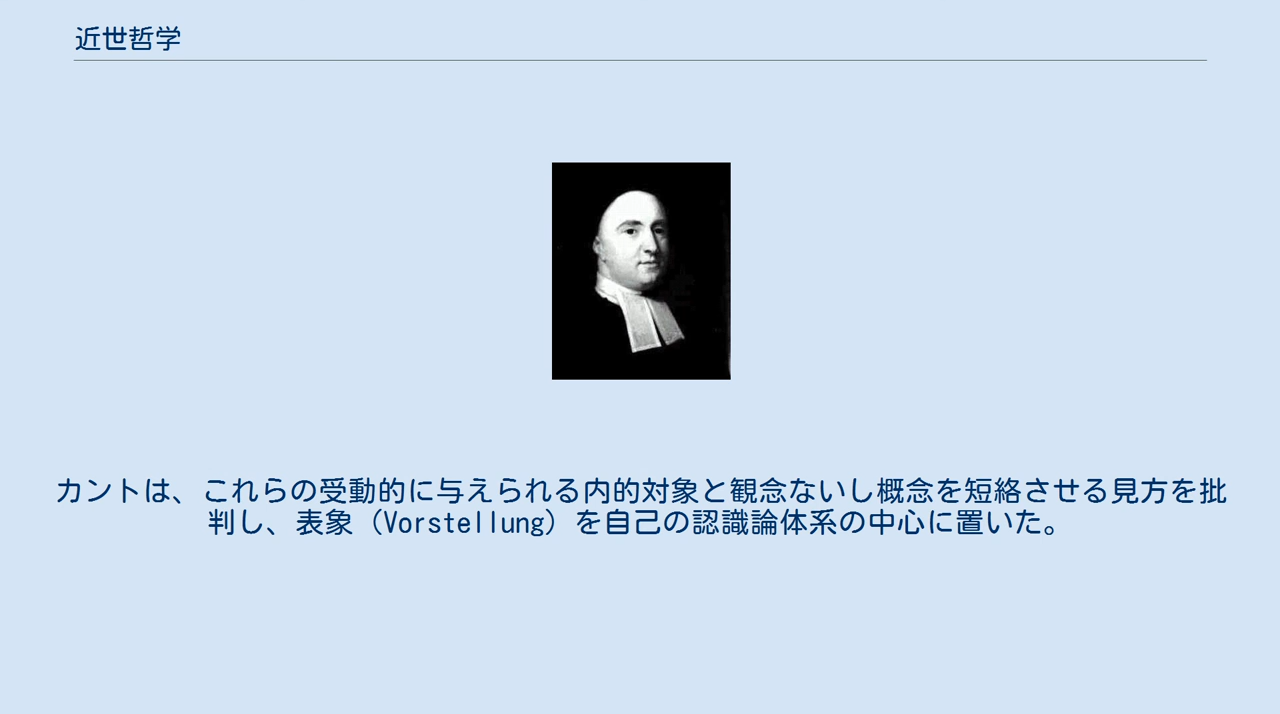 近世哲学
カントは、これらの受動的に与えられる内的対象と観念ないし概念を短絡させる見方を批
判し、表象（Vorstellung）を自己の認識論体系の中心に置いた。